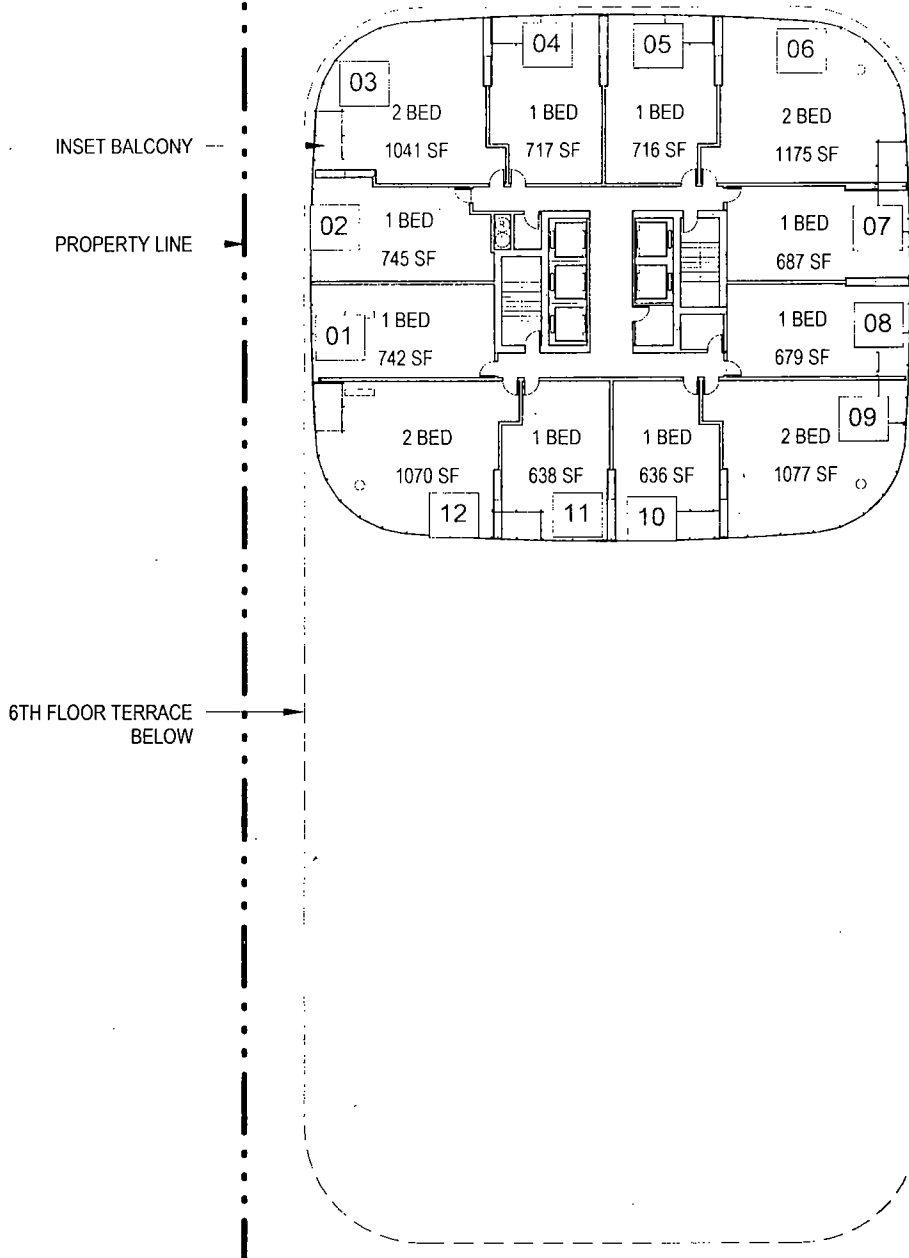 04
05
06
03
2 BED
1041 SF
1 BED
717 SF
1 BED
716 SF
2 BED
1175 SF
INSET BALCONY
02
1 BED
745 SF
1 BED
687 SF
07
PROPERTY LINE
01
1 BED
742 SF
1 BED
679 SF
08
09
2 BED
1070 SF
1 BED
638 SF
1 BED
636 SF
2 BED
1077 SF
12
11
10
6TH FLOOR TERRACE
BELOW